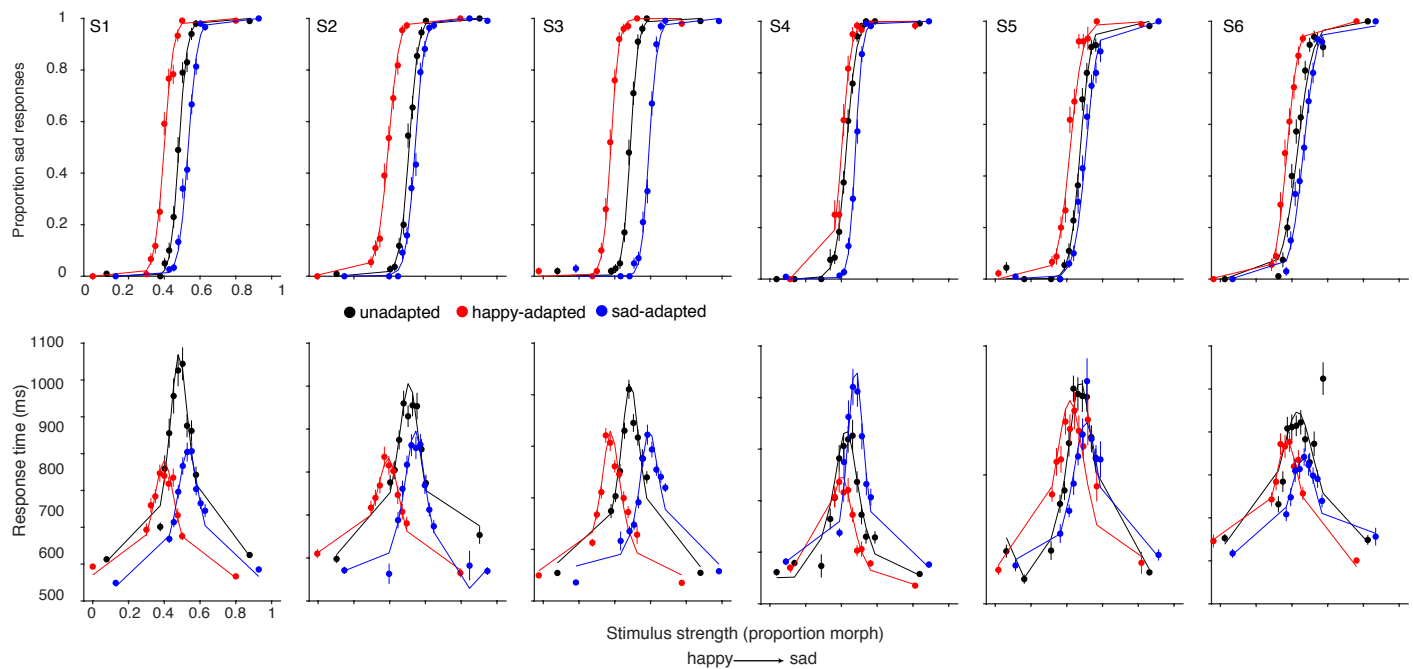 S1
S2
S3
S4
S5
S6
Proportion sad responses
1
0.8
0.6
0.4
0.2
0
0
0.2
0.4
0.6
0.8
1
unadapted
happy-adapted
sad-adapted
Response time (ms)
1100
1000
900
800
700
600
500
0
0.2
0.4
0.6
0.8
1
Stimulus strength (proportion morph)
happy sad